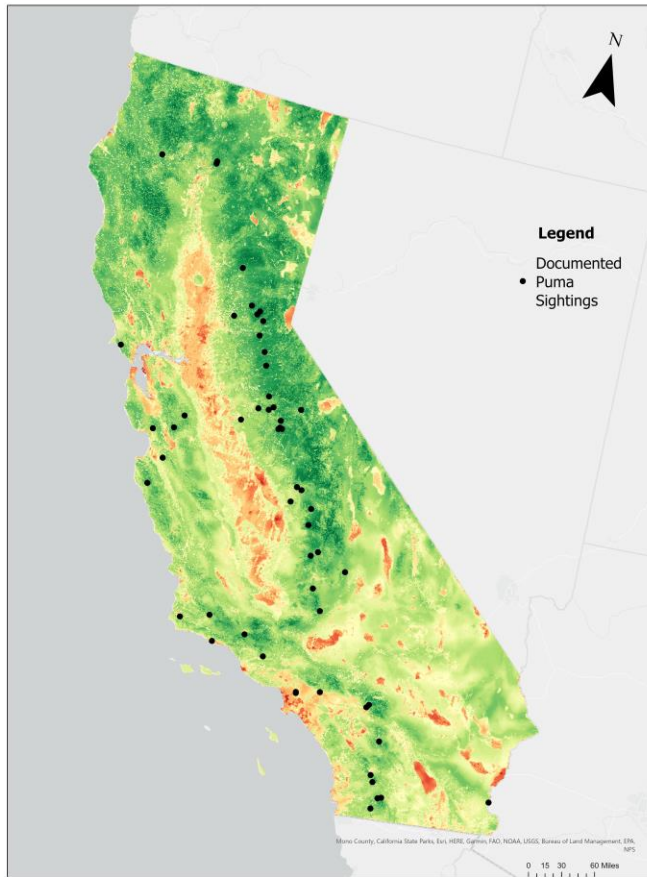 N
Legend
Documented
Puma
Sightings
Mono County, California State Parks, Esri, HERE, Garmin, FAO, NOAA, USGS, Bureau of Land Management, EPA,
NPS
0 15 30 60 Miles